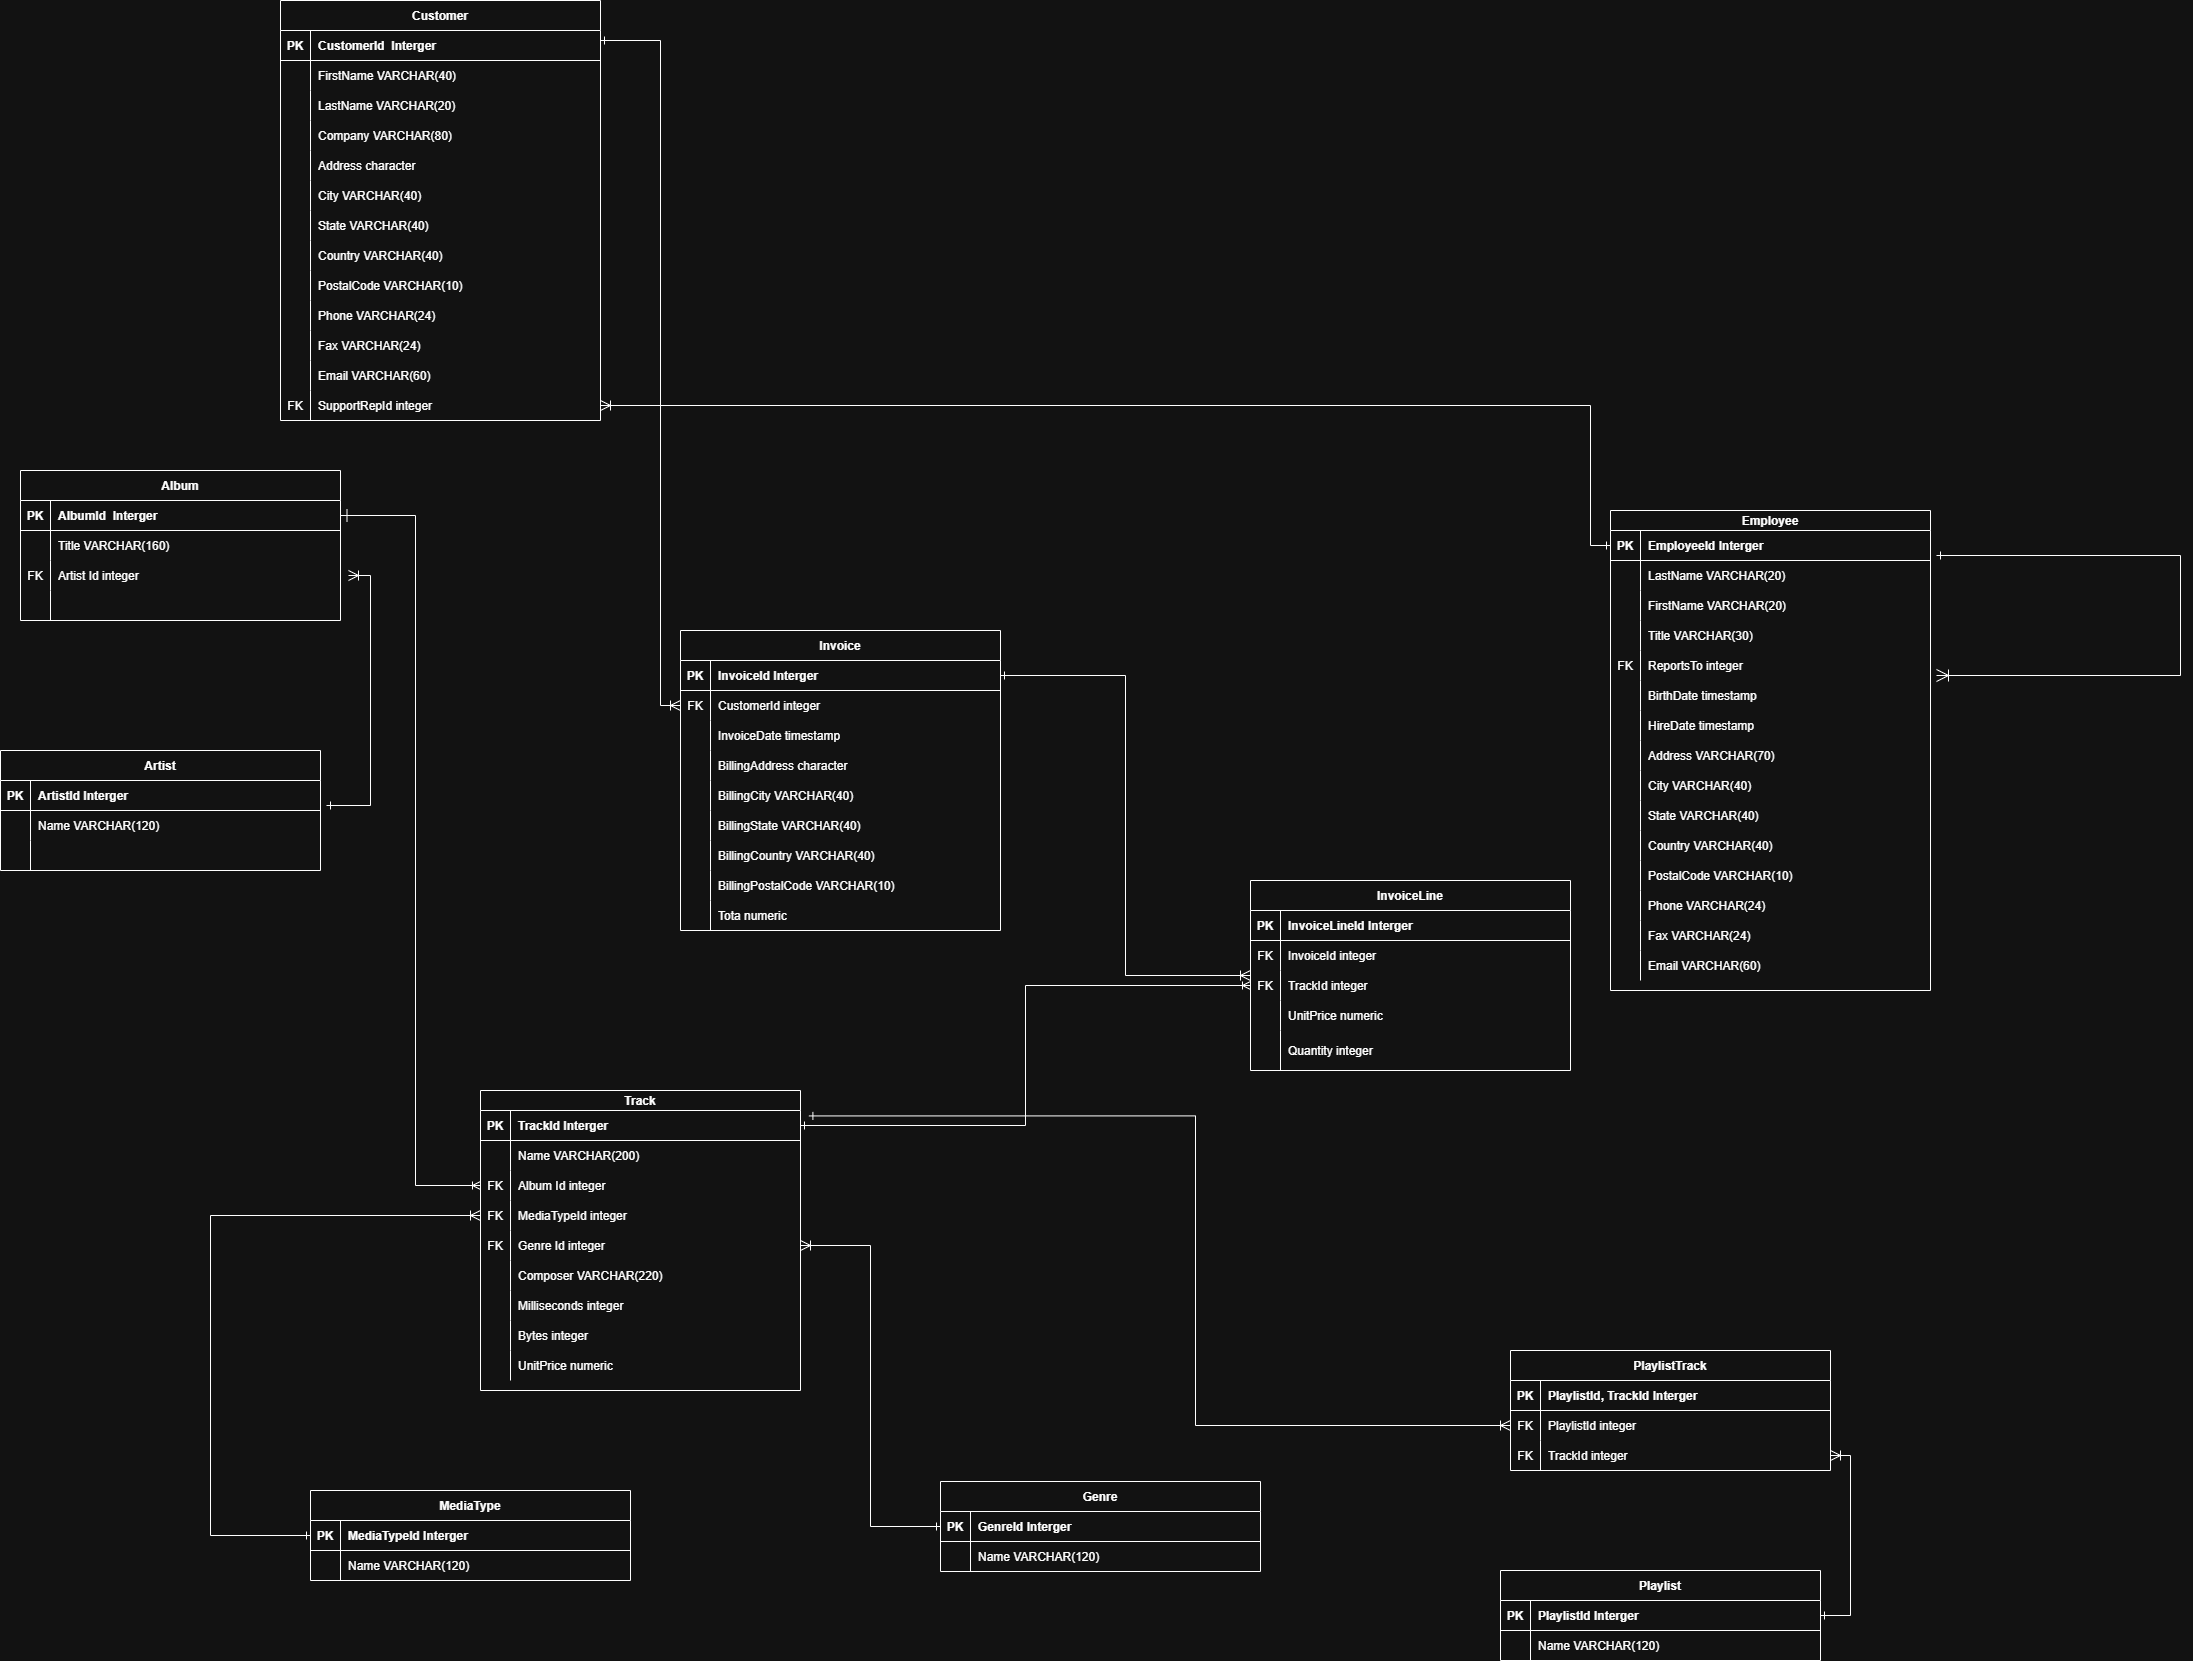 Customer
PK CustomerId  Interger
FirstName VARCHAR(40)
LastName VARCHAR(20)
Company VARCHAR(80)
Address character
City VARCHAR(40)
State VARCHAR(40)
Country VARCHAR(40)
PostalCode VARCHAR(10)
Phone VARCHAR(24)
Fax VARCHAR(24)
Email VARCHAR(60)
FK SupportRepId integer
Album
PK AlbumId  Interger
Title VARCHAR(160)
FK Artist Id integer
Artist
PK ArtistId Interger
Name VARCHAR(120)
Invoice
PK InvoiceId Interger
FK CustomerId integer
InvoiceDate timestamp
BillingAddress character
BillingCity VARCHAR(40)
BillingState VARCHAR(40)
BillingCountry VARCHAR(40)
BillingPostalCode VARCHAR(10)
Tota numeric
Employee
PK EmployeeId Interger
LastName VARCHAR(20)
FirstName VARCHAR(20)
Title VARCHAR(30)
FK ReportsTo integer
BirthDate timestamp
HireDate timestamp
Address VARCHAR(70)
City VARCHAR(40)
State VARCHAR(40)
Country VARCHAR(40)
PostalCode VARCHAR(10)
Phone VARCHAR(24)
Fax VARCHAR(24)
Email VARCHAR(60)
InvoiceLine
PK InvoiceLineId Interger
FK InvoiceId integer
FK TrackId integer
UnitPrice numeric
Quantity integer
Track
PK TrackId Interger
Name VARCHAR(200)
FK Album Id integer
FK MediaTypeId integer
FK Genre Id integer
Composer VARCHAR(220)
Milliseconds integer
Bytes integer
UnitPrice numeric
PlaylistTrack
PK PlaylistId, TrackId Interger
FK PlaylistId integer
FK TrackId integer
MediaType
PK MediaTypeId Interger
Name VARCHAR(120)
Genre
PK GenreId Interger
Name VARCHAR(120)
Playlist
PK PlaylistId Interger
Name VARCHAR(120)